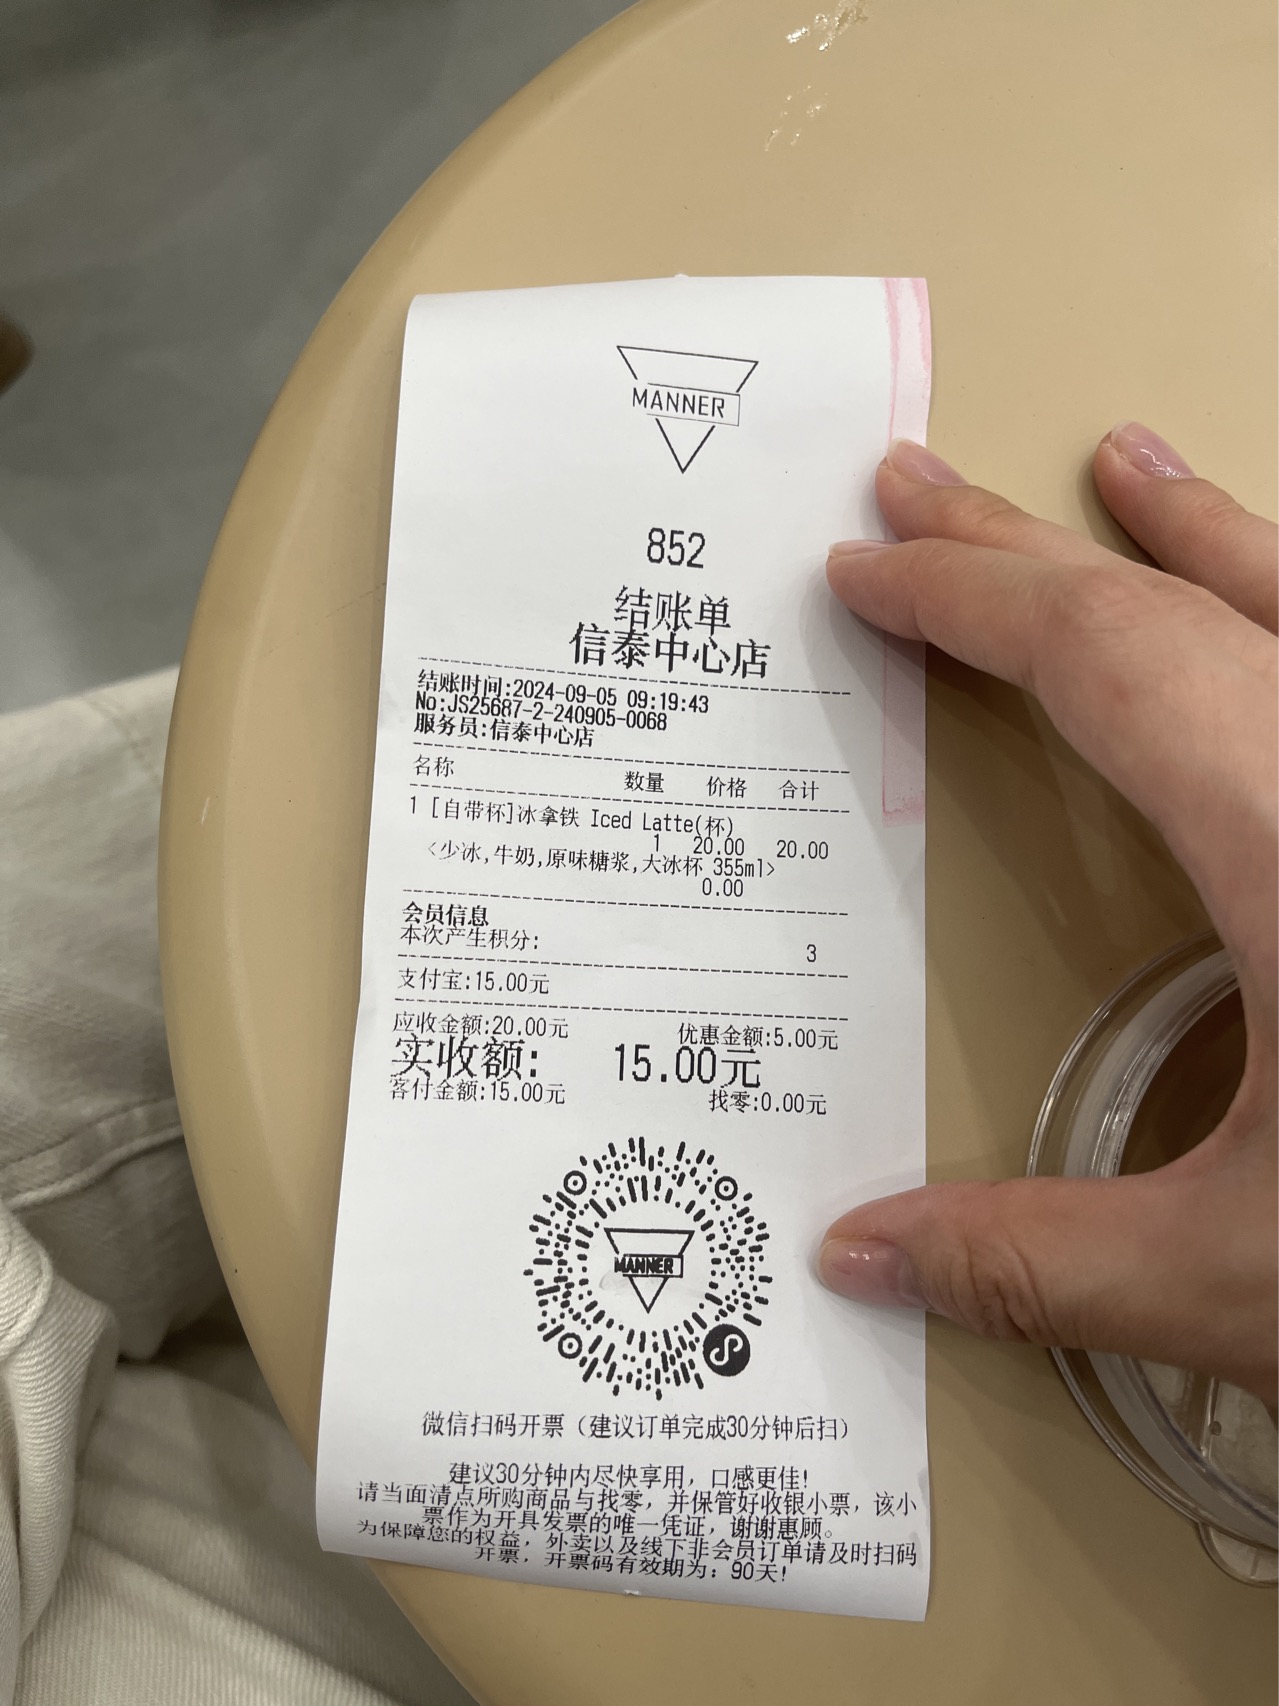 MANNER
852
结账单
信泰中心店
结账时间:2024-09-05 09:19:43
No:JS25687-2-240905-0068
服务员:信泰中心店
名称 数量 价格 合计
1 [自带杯]冰拿铁 Iced Latte(杯)
1 20.00 20.00
<少冰,牛奶,原味糖浆,大冰杯 355ml>
0.00
会员信息
本次产生积分: 3
支付宝:15.00元
应收金额:20.00元 优惠金额:5.00元
实收额: 15.00元
客付金额:15.00元 找零:0.00元
MANNER
微信扫码开票（建议订单完成30分钟后扫）
建议30分钟内尽快享用，口感更佳!
请当面清点所购商品与找零，并保管好收银小票，该小
票作为开具发票的唯一凭证，谢谢惠顾。
为保障您的权益，外卖以及线下非会员订单请及时扫码
开票，开票码有效期为：90天!